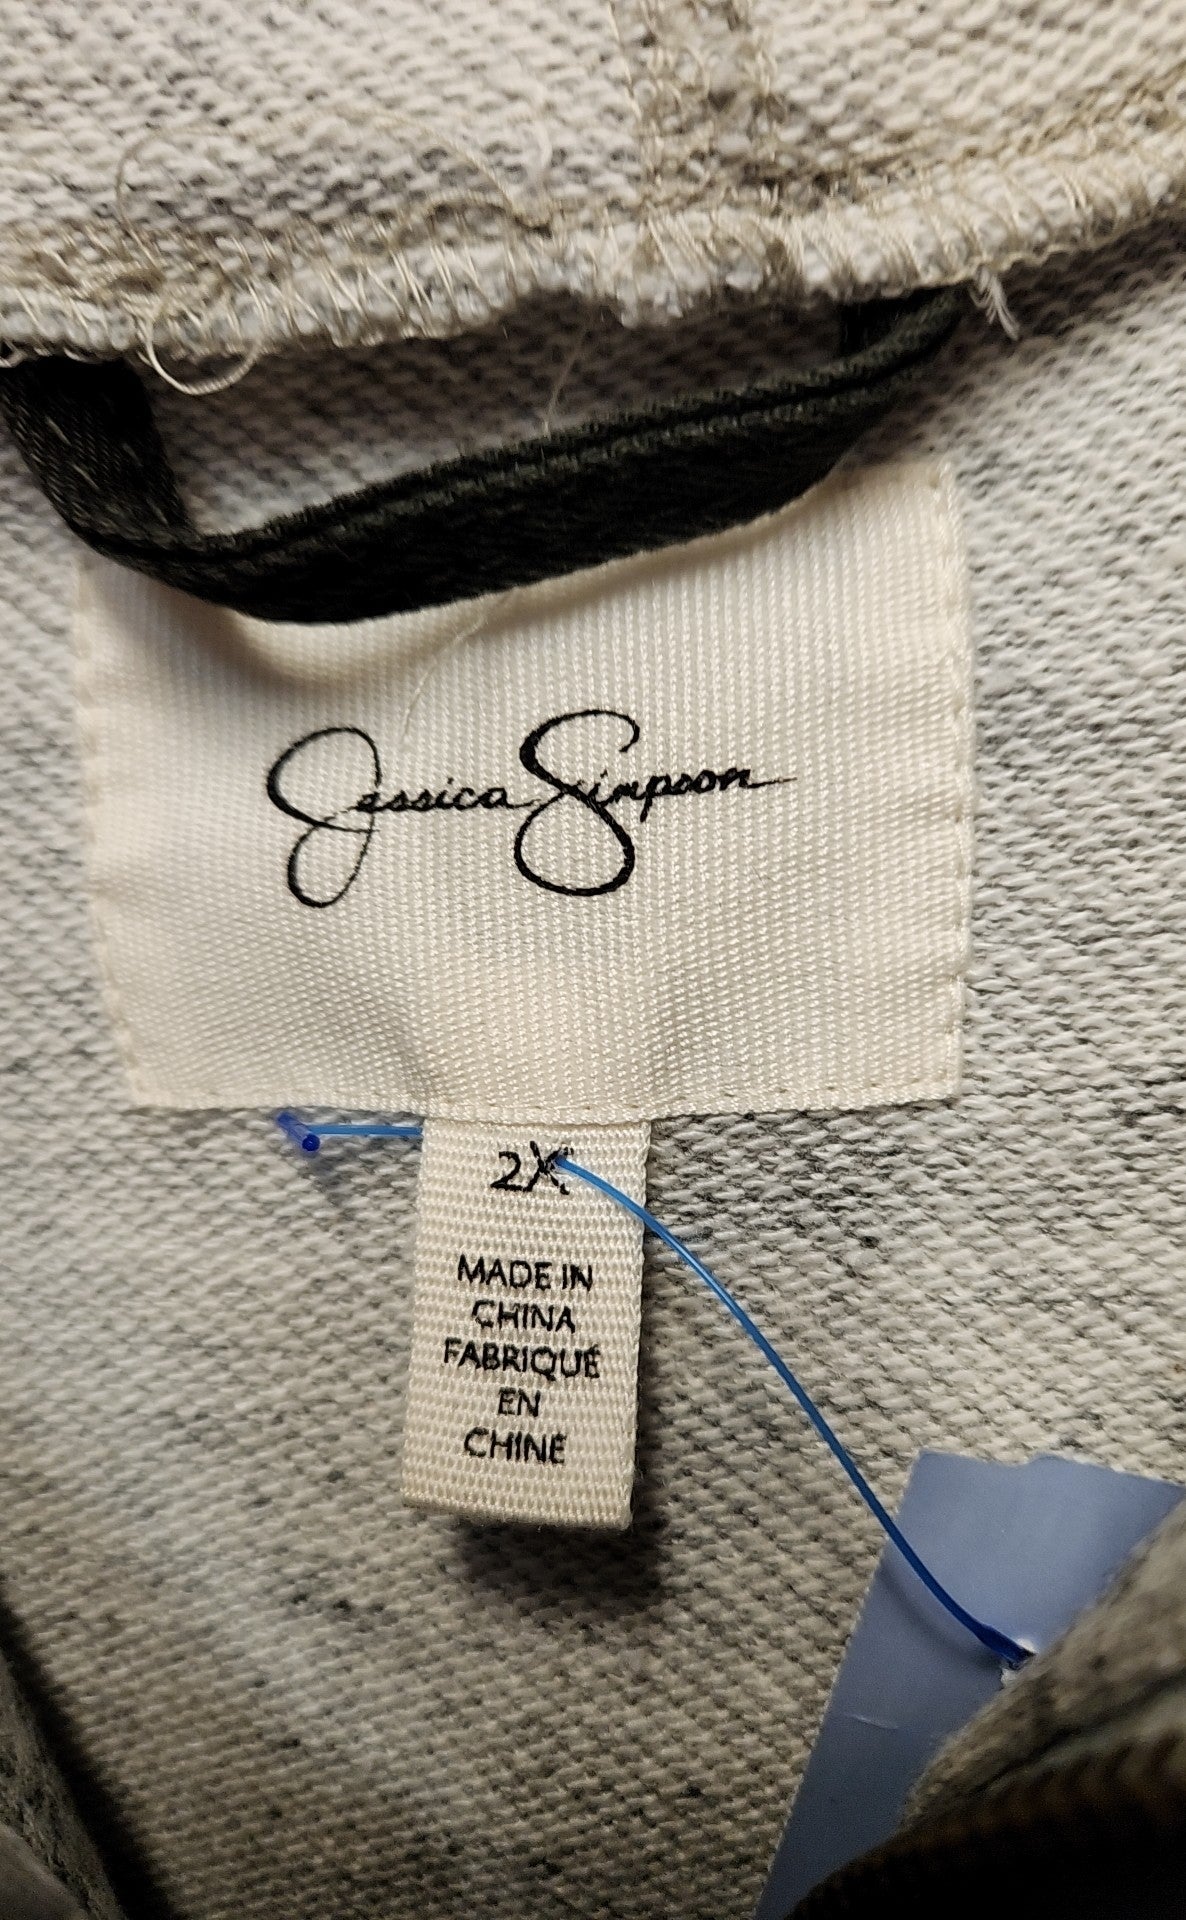 Jessica Simpson
2X
MADE IN
CHINA
FABRIQUÉ
EN
CHINE